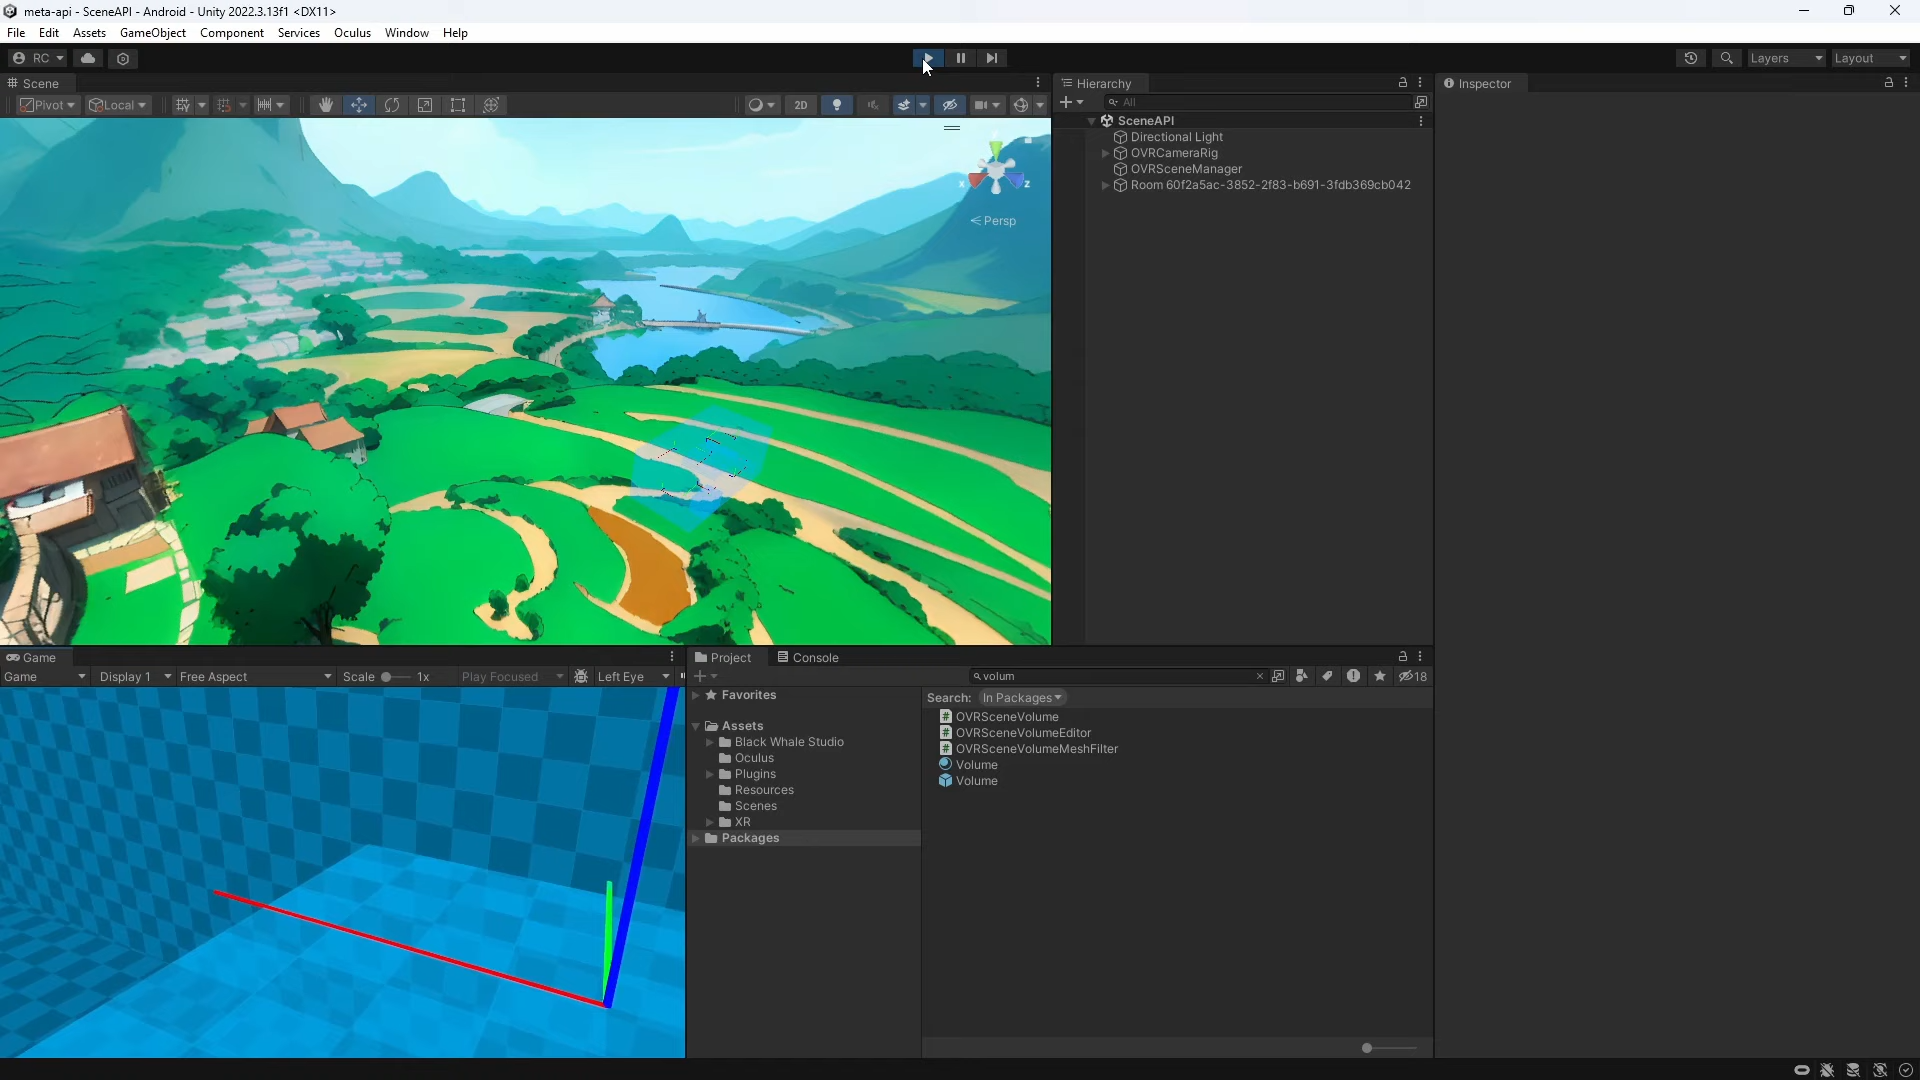 meta-api - SceneAPI - Android - Unity 2022.3.13f1 <DX11>
File Edit Assets GameObject Component Services Oculus Window Help
RC
Layers
Layout
Scene
Pivot
Local
2D
y
x
z
Persp
Hierarchy
All
SceneAPI
Directional Light
OVRCameraRig
OVRSceneManager
Room 60f2a5ac-3852-2f83-b691-3fdb369cb042
Inspector
Game
Game Display 1 Free Aspect Scale 1x Play Focused Left Eye
Project Console
volum
18
Favorites
Assets
Black Whale Studio
Oculus
Plugins
Resources
Scenes
XR
Packages
Search: In Packages
OVRSceneVolume
OVRSceneVolumeEditor
OVRSceneVolumeMeshFilter
Volume
Volume